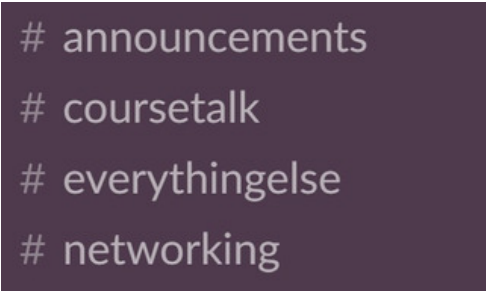 # announcements
# coursetalk
# everythingelse
# networking